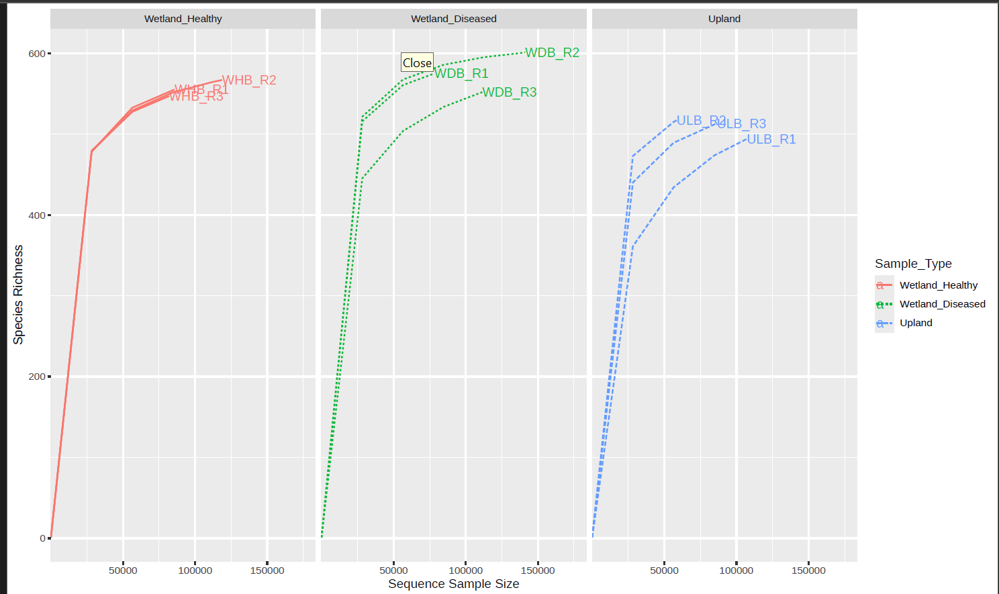 Wetland_Healthy
Wetland_Diseased
Upland
600
400
200
0
Species Richness
WHB_R2
WHB_R1
WHB_R3
Close
WDB_R2
WDB_R1
WDB_R3
ULB_R2
ULB_R3
ULB_R1
50000 100000 150000
50000 100000 150000
50000 100000 150000
Sequence Sample Size
Sample_Type
a Wetland_Healthy
a Wetland_Diseased
a Upland